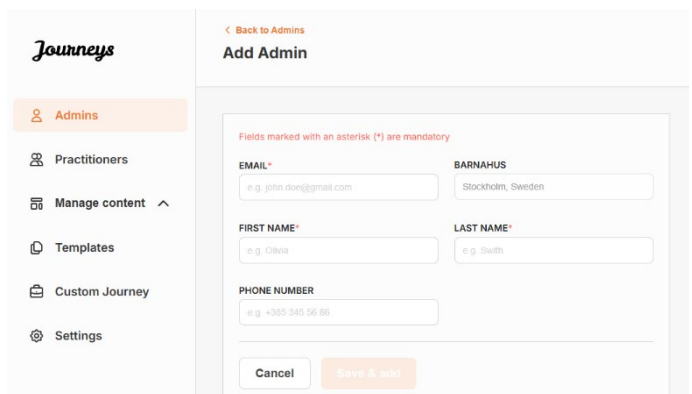 Journeys
Back to Admins
Add Admin
Admins
Practitioners
Manage content
Templates
Custom Journey
Settings
Fields marked with an asterisk (*) are mandatory
EMAIL*
BARNAHUS
e.g. john.doe@gmail.com
Stockholm, Sweden
FIRST NAME*
LAST NAME*
e.g. Olivia
e.g. Swith
PHONE NUMBER
e.g. +385 345 56 86
Cancel
Save & add